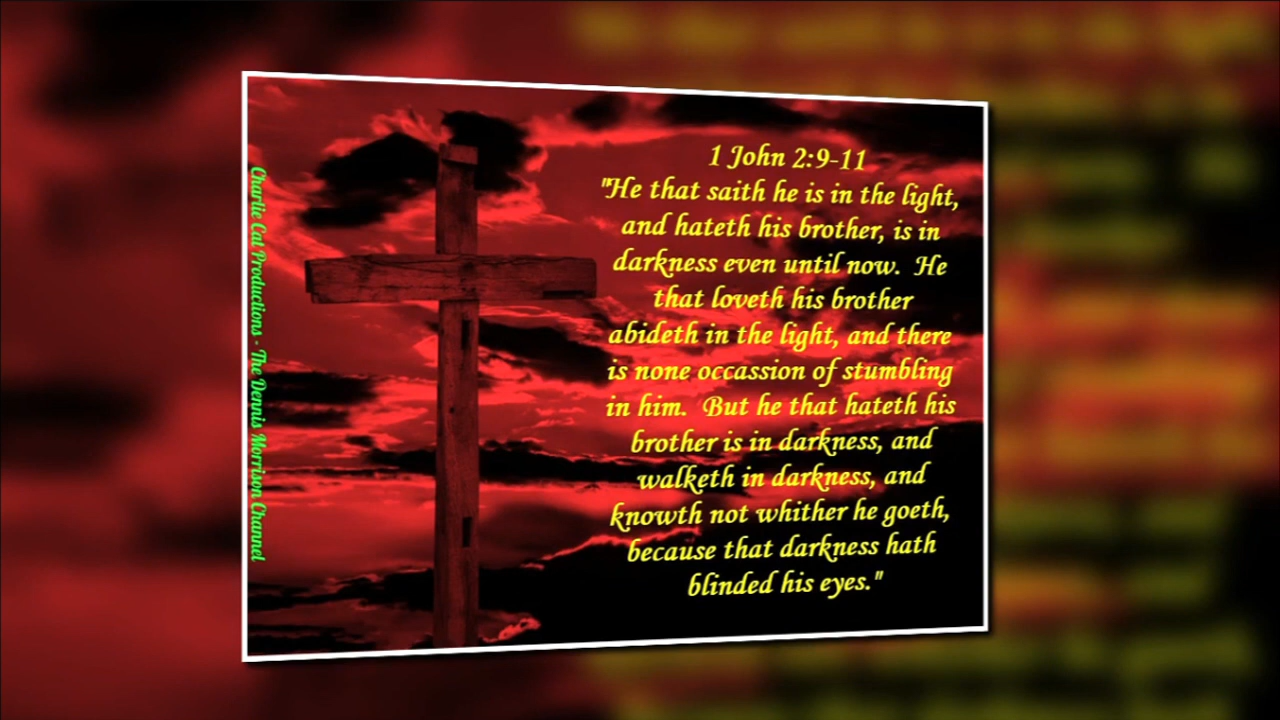 1 John 2:9-11
"He that saith he is in the light,
and hateth his brother, is in
darkness even until now.  He
that loveth his brother
abideth in the light, and there
is none occassion of stumbling
in him.  But he that hateth his
brother is in darkness, and
walketh in darkness, and
knowth not whither he goeth,
because that darkness hath
blinded his eyes."
Charlie Cat Productions - The Dennis Morrison Channel